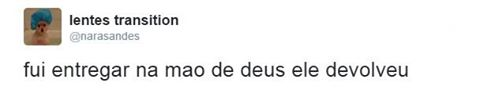 lentes transition
@narasandes
fui entregar na mao de deus ele devolveu